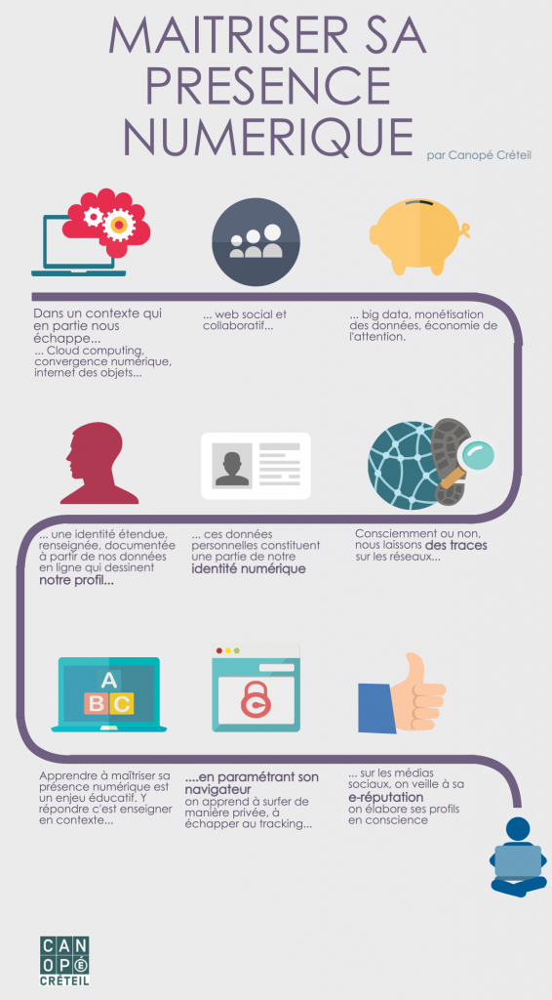 MAITRISER SA
PRESENCE
NUMERIQUE
par Canopé Créteil
Dans un contexte qui
en partie nous
échappe...
... Cloud computing,
convergence numérique,
internet des objets...
... web social et
collaboratif...
... big data, monétisation
des données, économie de
l'attention.
Consciemment ou non,
nous laissons des traces
sur les réseaux...
... ces données
personnelles constituent
une partie de notre
identité numérique
... une identité étendue,
renseignée, documentée
à partir de nos données
en ligne qui dessinent
notre profil...
A
B C
Apprendre à maîtriser sa
présence numérique est
un enjeu éducatif. Y
répondre c'est enseigner
en contexte...
....en paramétrant son
navigateur
on apprend à surfer de
manière privée, à
échapper au tracking...
... sur les médias
sociaux, on veille à sa
e-réputation
on élabore ses profils
en conscience
CAN
OPÉ
CRÉTEIL